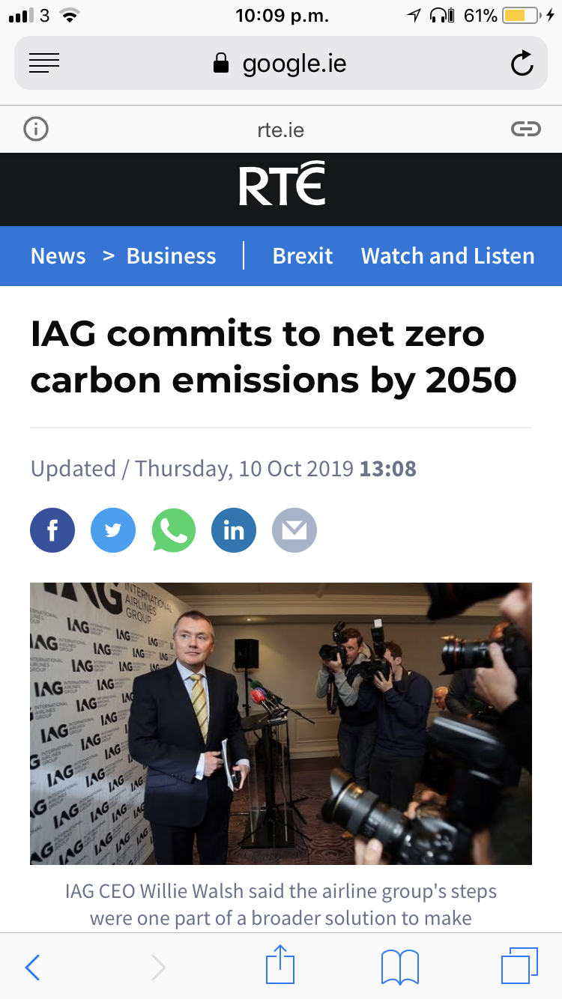 3 10:09 p.m. 61%
google.ie
rte.ie
RTÉ
News > Business | Brexit Watch and Listen
IAG commits to net zero
carbon emissions by 2050
Updated / Thursday, 10 Oct 2019 13:08
f in
IAG INTERNATIONAL
AIRLINES
GROUP
IAG CEO Willie Walsh said the airline group's steps
were one part of a broader solution to make